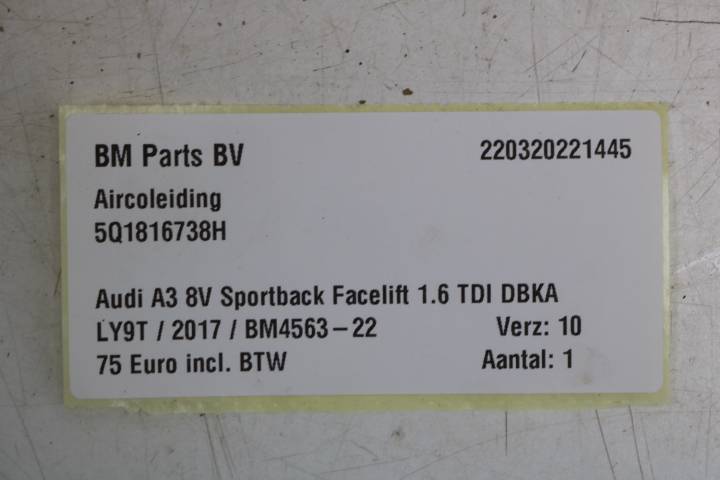 BM Parts BV 220320221445
Aircoleiding
5Q1816738H
Audi A3 8V Sportback Facelift 1.6 TDI DBKA
LY9T / 2017 / BM4563-22 Verz: 10
75 Euro incl. BTW Aantal: 1